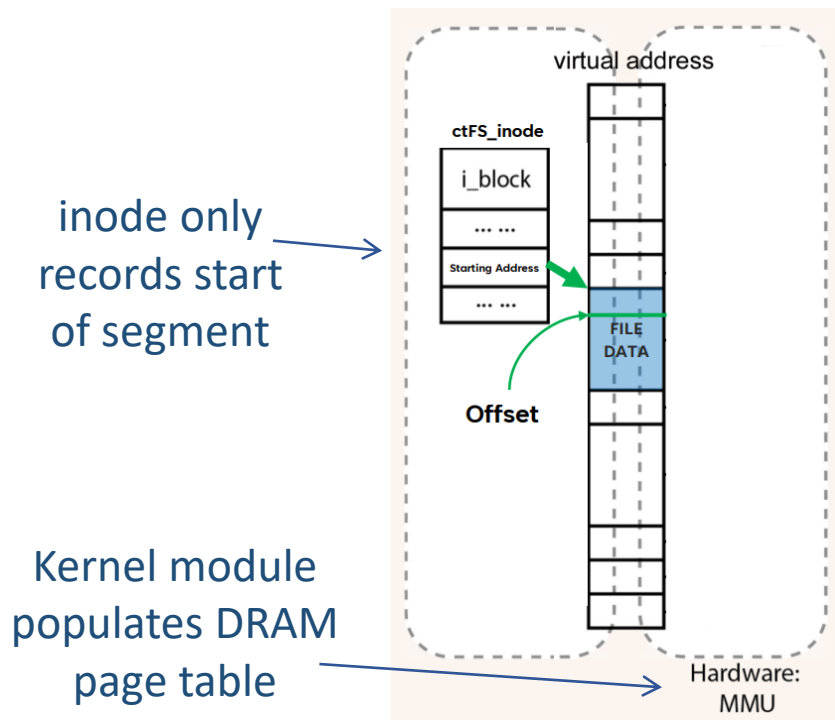 virtual address
ctFS_inode
i_block
... ...
Starting Address
... ...
inode only
records start
of segment
FILE
DATA
Offset
Kernel module
populates DRAM
page table
Hardware:
MMU